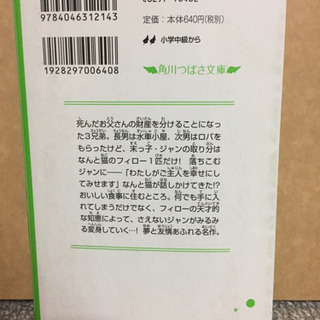 9784046312143
定価：本体640円(税別)
小学中級から
1928297006408
角川つばさ文庫
死んだお父さんの財産を分けることになっ
た3兄弟。長男は水車小屋、次男はロバを
もらったけど、末っ子・ジャンの取り分は
なんと猫のフィロー1匹だけ! 落ちこむ
ジャンに――「わたしがご主人を幸せにし
てみせます」なんと猫が話しかけてきた!?
おいしい食事に住むところ。何でも手に入
れてしまうだけでなく、フィローの天才的
な知恵によって、さえないジャンがみるみ
る変身していく…! 夢と友情あふれる名作。